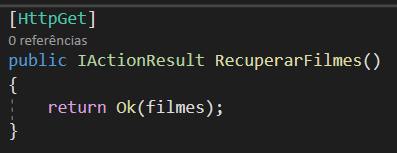 [HttpGet]
0 referências
public IActionResult RecuperarFilmes()
{
    return Ok(filmes);
}